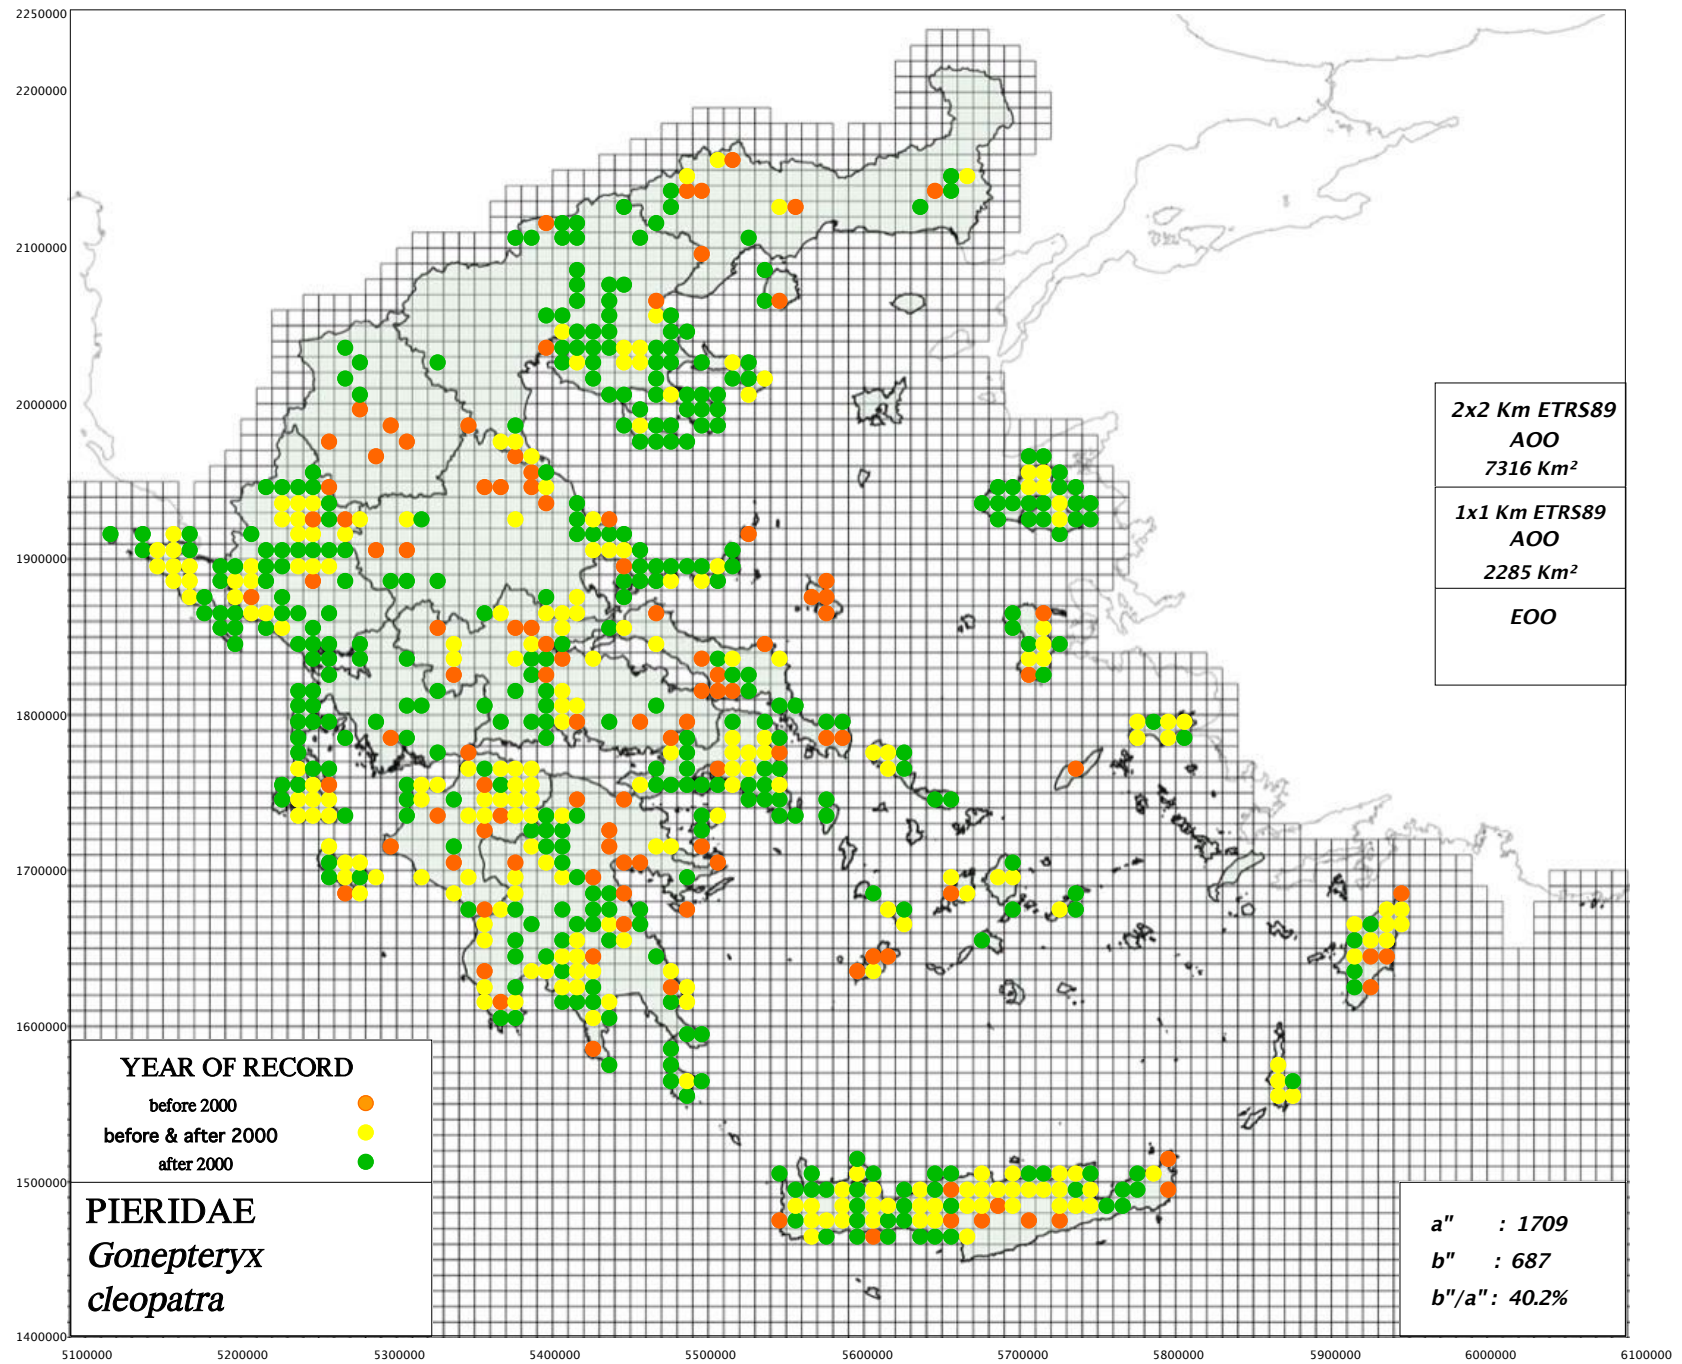 2250000
2200000
2100000
2000000
1900000
1800000
1700000
1600000
1500000
1400000
2x2 Km ETRS89
AOO
7316 Km²
1x1 Km ETRS89
AOO
2285 Km²
EOO
YEAR OF RECORD
before 2000
before & after 2000
after 2000
PIERIDAE
Gonepteryx
cleopatra
a" : 1709
b" : 687
b"/a" : 40.2%
5100000 5200000 5300000 5400000 5500000 5600000 5700000 5800000 5900000 6000000 6100000